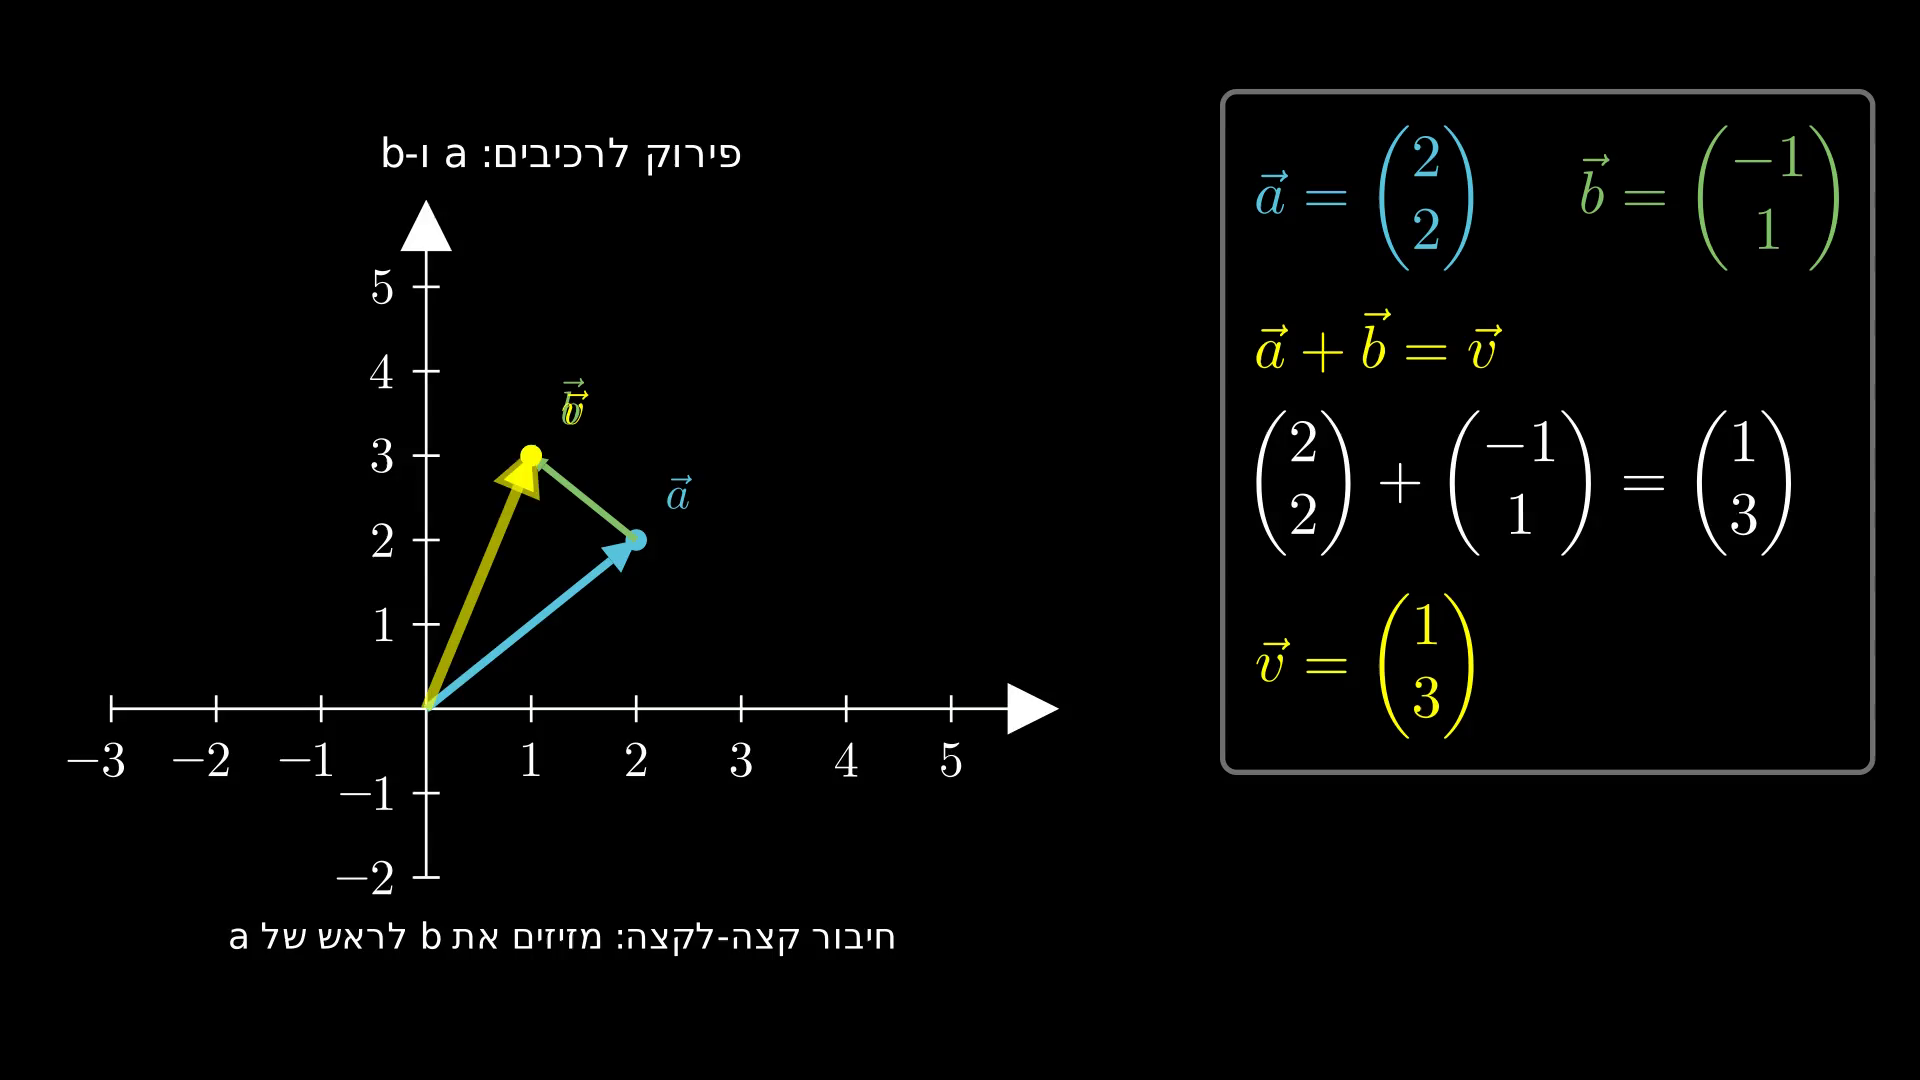 פירוק לרכיבים: a ו-b
5
4
3
2
1
−1
−2
−3 −2 −1 1 2 3 4 5
b⃗
v⃗
a⃗
חיבור קצה-לקצה: מזיזים את b לראש של a
a⃗ = (2 2) b⃗ = (−1 1)
a⃗ + b⃗ = v⃗
(2 2) + (−1 1) = (1 3)
v⃗ = (1 3)